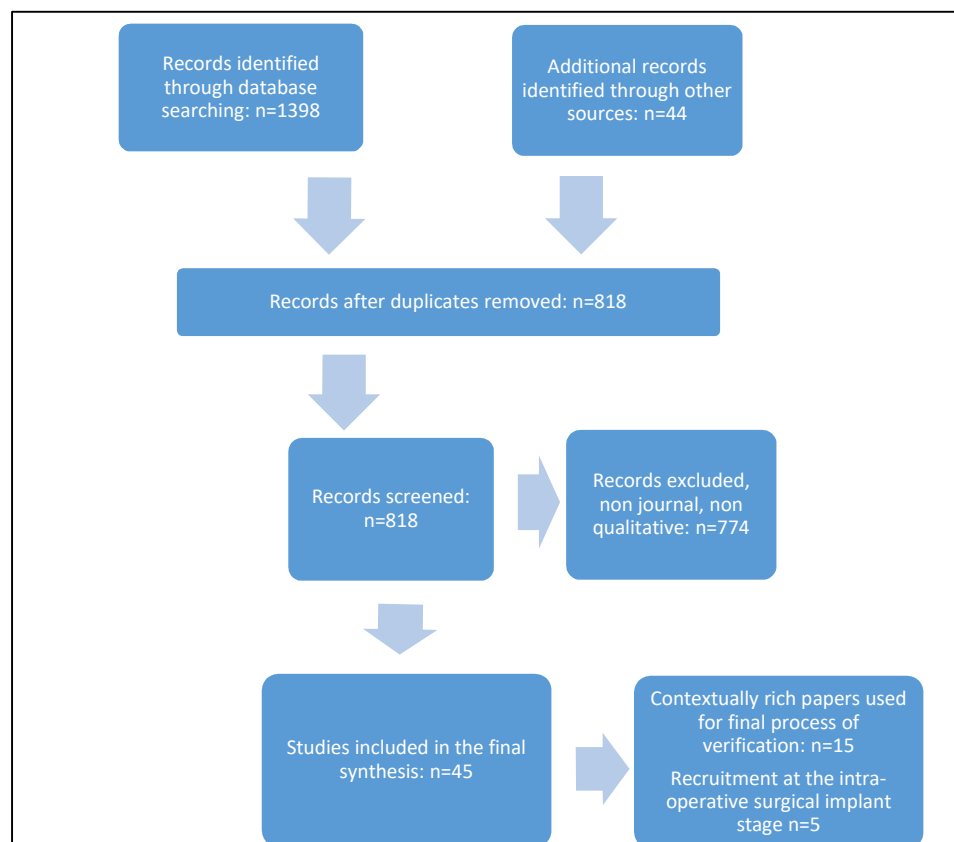 Records identified
through database
searching: n=1398
Additional records
identified through other
sources: n=44
Records after duplicates removed: n=818
Records screened:
n=818
Records excluded,
non journal, non
qualitative: n=774
Studies included in the final
synthesis: n=45
Contextually rich papers used
for final process of
verification: n=15
Recruitment at the intra-
operative surgical implant
stage n=5